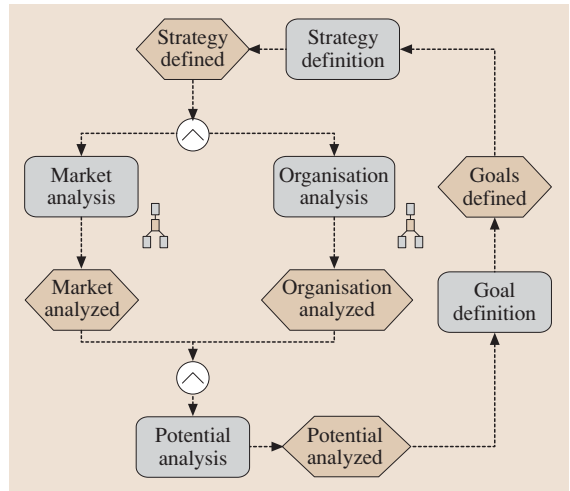 Strategy
defined
Strategy
definition
Market
analysis
Organisation
analysis
Goals
defined
Market
analyzed
Organisation
analyzed
Goal
definition
Potential
analysis
Potential
analyzed